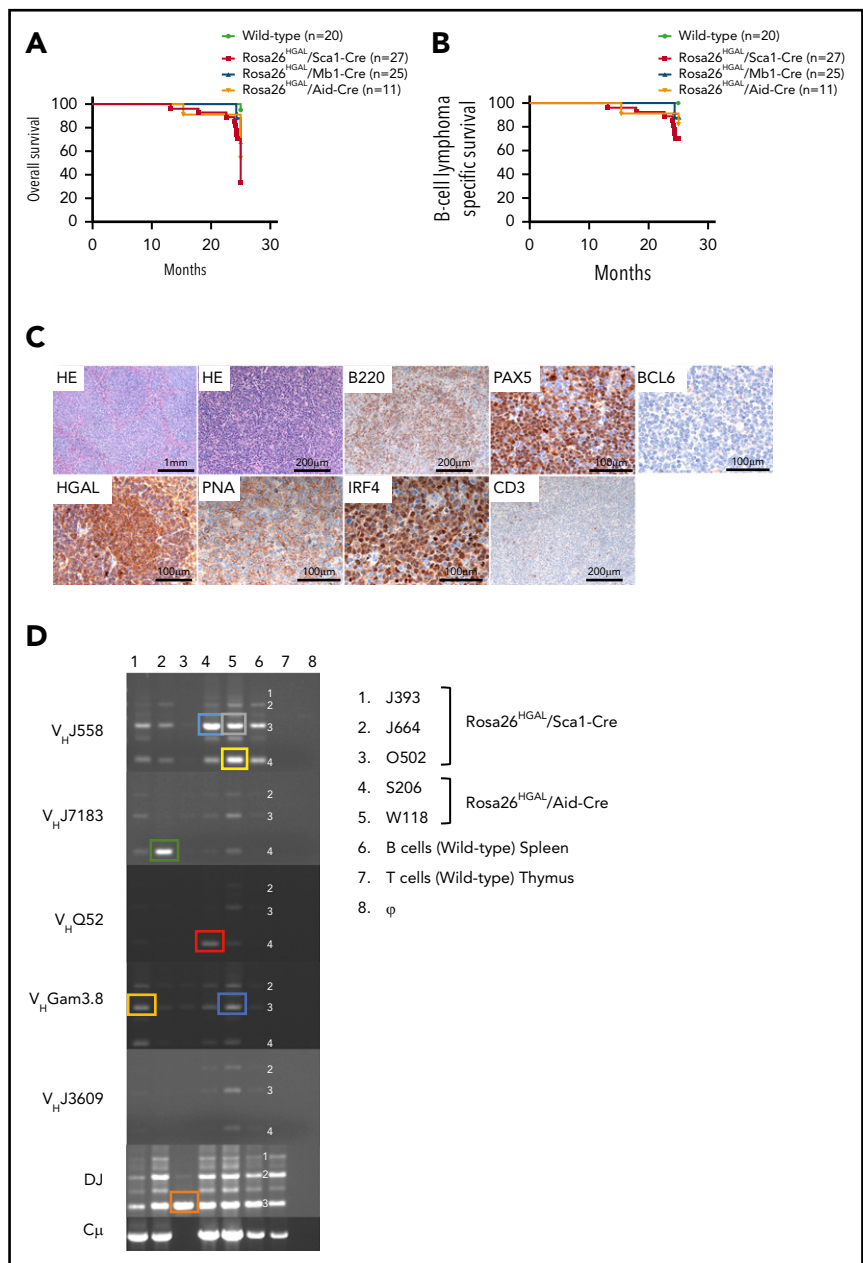 A
Wild-type (n=20)
Rosa26HGAL/Sca1-Cre (n=27)
Rosa26HGAL/Mb1-Cre (n=25)
Rosa26HGAL/Aid-Cre (n=11)
Overall survival
100
80
60
40
20
0
0 10 20 30
Months
B
Wild-type (n=20)
Rosa26HGAL/Sca1-Cre (n=27)
Rosa26HGAL/Mb1-Cre (n=25)
Rosa26HGAL/Aid-Cre (n=11)
B-cell lymphoma
specific survival
100
80
60
40
20
0
0 10 20 30
Months
C
HE
1mm
HE
200μm
B220
200μm
PAX5
100μm
BCL6
100μm
HGAL
100μm
PNA
100μm
IRF4
100μm
CD3
200μm
D
1 2 3 4 5 6 7 8
VHJ558
1
2
3
4
VHJ7183
2
3
4
VHQ52
2
3
4
VHGam3.8
2
3
4
VHJ3609
2
3
4
DJ
1
2
3
Cμ
1. J393
2. J664
3. O502
Rosa26HGAL/Sca1-Cre
4. S206
5. W118
Rosa26HGAL/Aid-Cre
6. B cells (Wild-type) Spleen
7. T cells (Wild-type) Thymus
8. φ